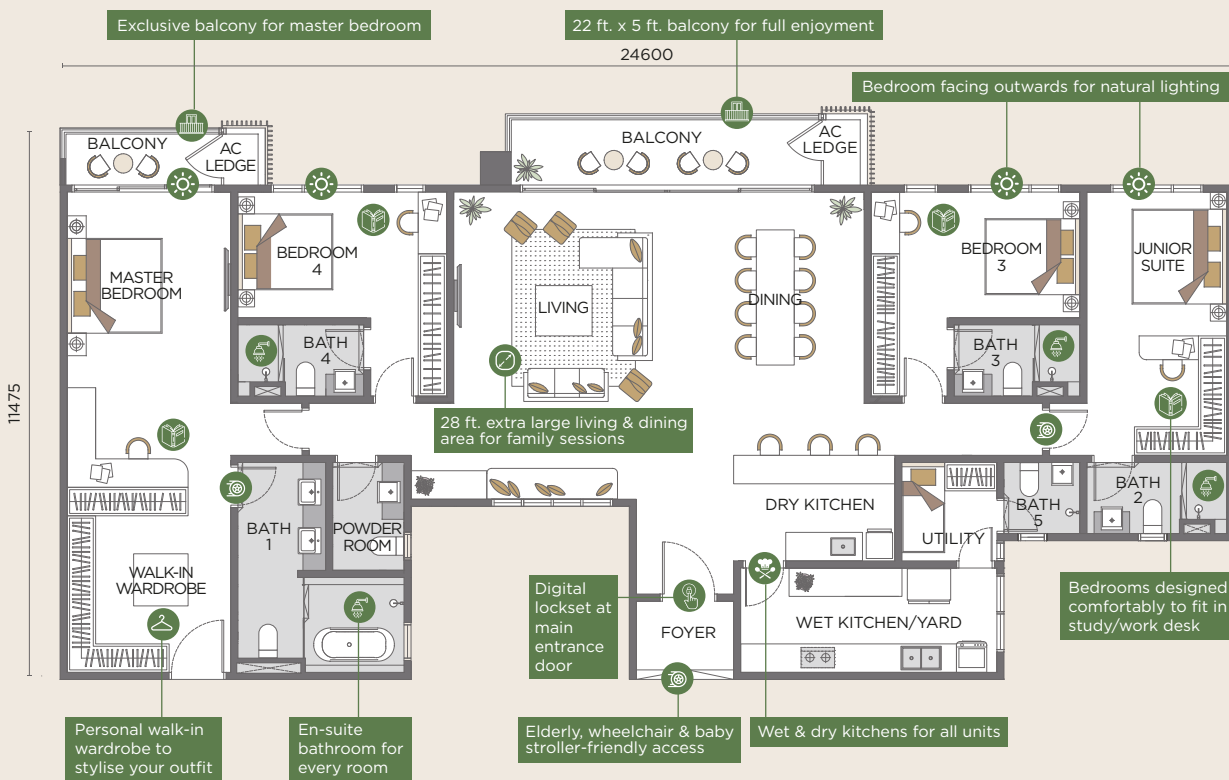 Exclusive balcony for master bedroom
22 ft. x 5 ft. balcony for full enjoyment
24600
Bedroom facing outwards for natural lighting
BALCONY
AC
LEDGE
BALCONY
AC
LEDGE
MASTER
BEDROOM
BEDROOM
4
LIVING
DINING
BEDROOM
3
JUNIOR
SUITE
BATH
4
BATH
3
11475
28 ft. extra large living & dining
area for family sessions
BATH
1
POWDER
ROOM
DRY KITCHEN
UTILITY
BATH
5
BATH
2
WALK-IN
WARDROBE
Digital
lockset at
main
entrance
door
FOYER
WET KITCHEN/YARD
Bedrooms designed
comfortably to fit in
study/work desk
Personal walk-in
wardrobe to
stylise your outfit
En-suite
bathroom for
every room
Elderly, wheelchair & baby
stroller-friendly access
Wet & dry kitchens for all units